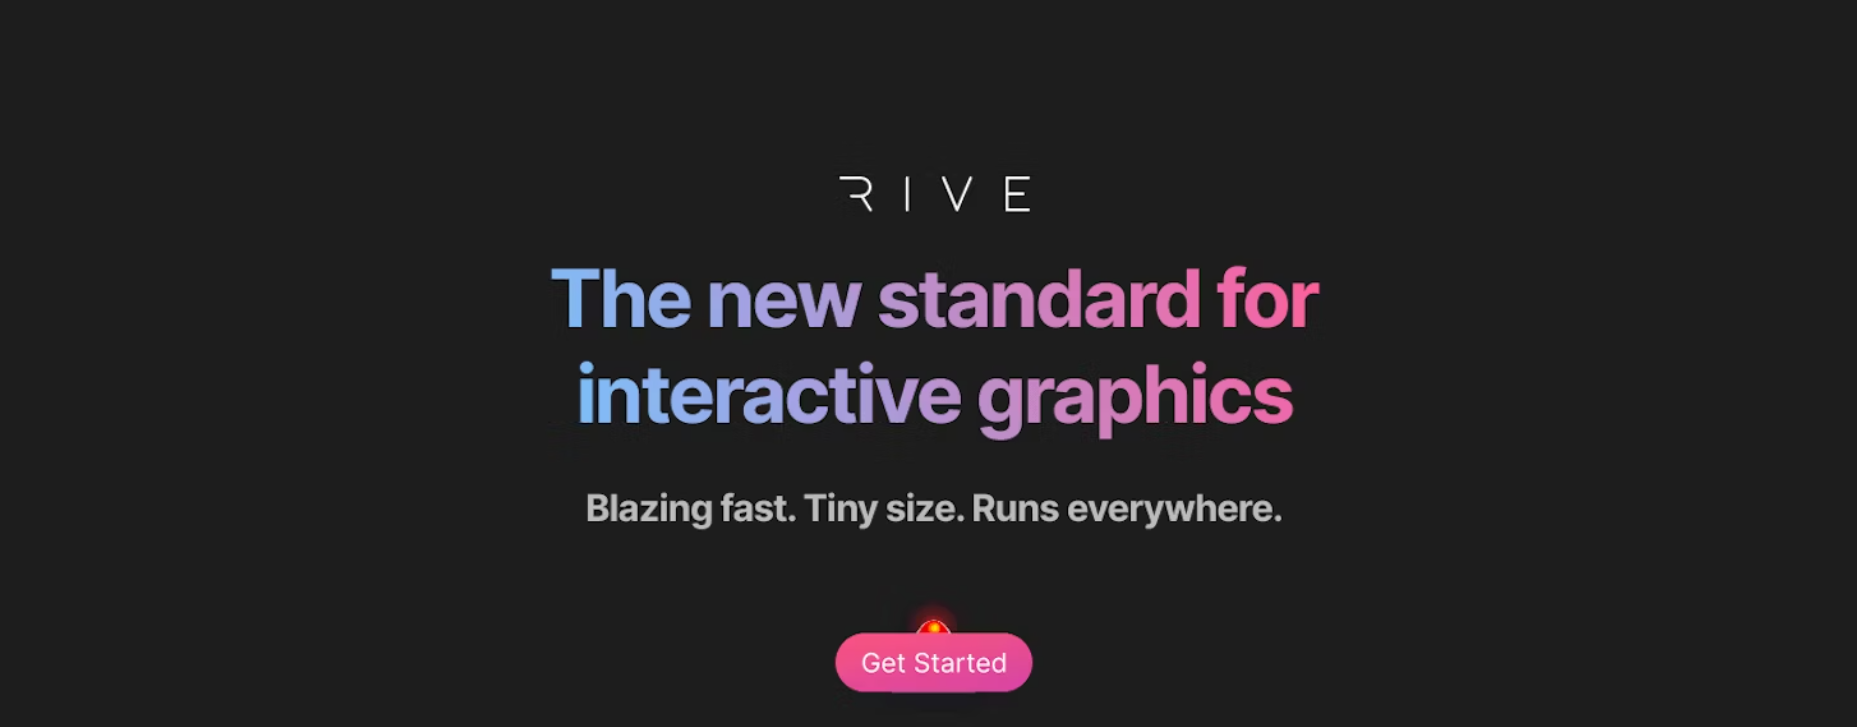 RIVE
The new standard for
interactive graphics
Blazing fast. Tiny size. Runs everywhere.
Get Started